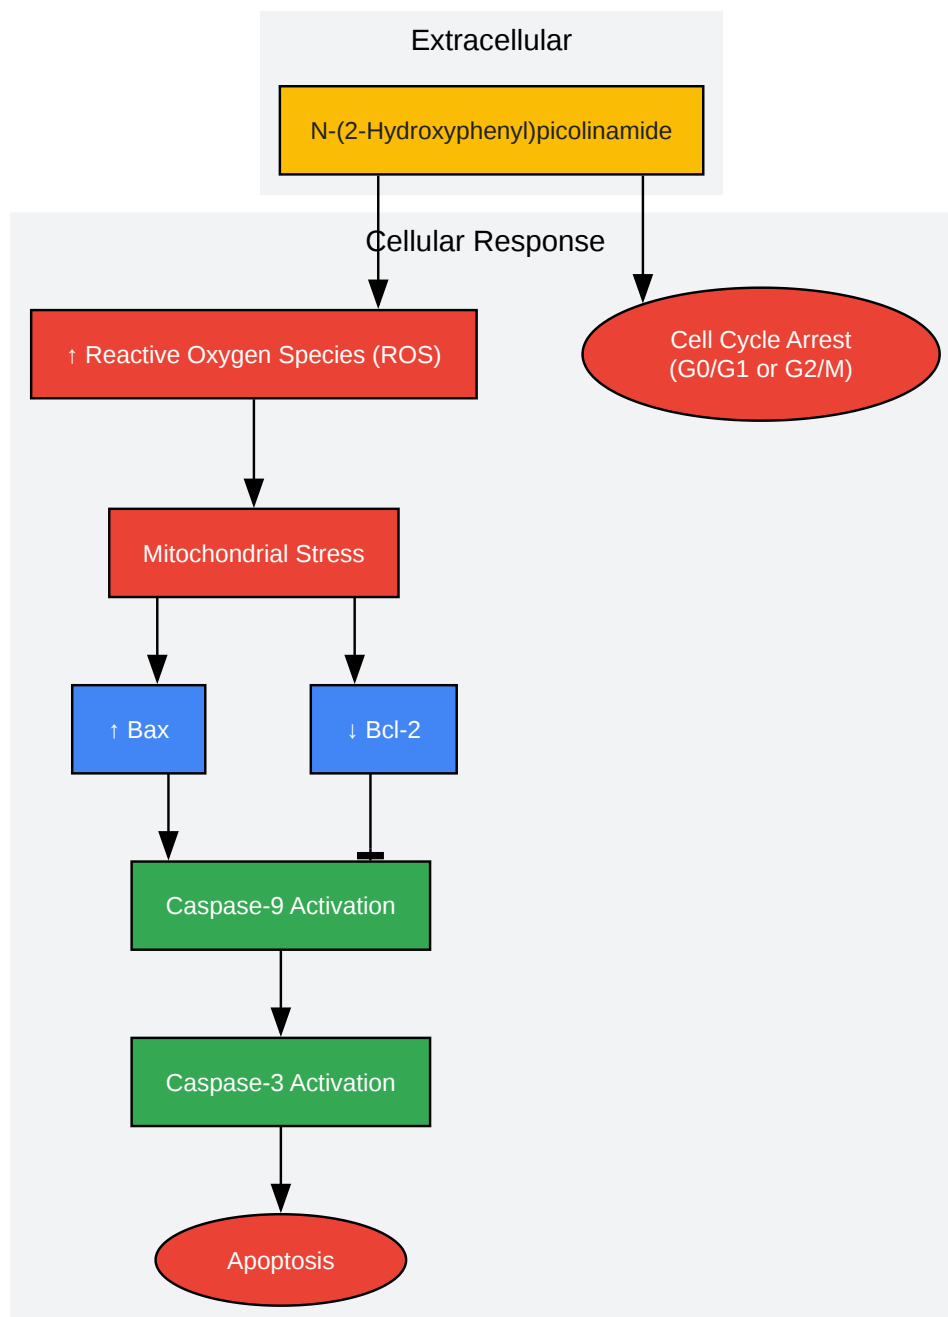 Extracellular
N-(2-Hydroxyphenyl)picolinamide
Cellular Response
↑ Reactive Oxygen Species (ROS)
Cell Cycle Arrest
(G0/G1 or G2/M)
Mitochondrial Stress
↑ Bax
↓ Bcl-2
Caspase-9 Activation
Caspase-3 Activation
Apoptosis